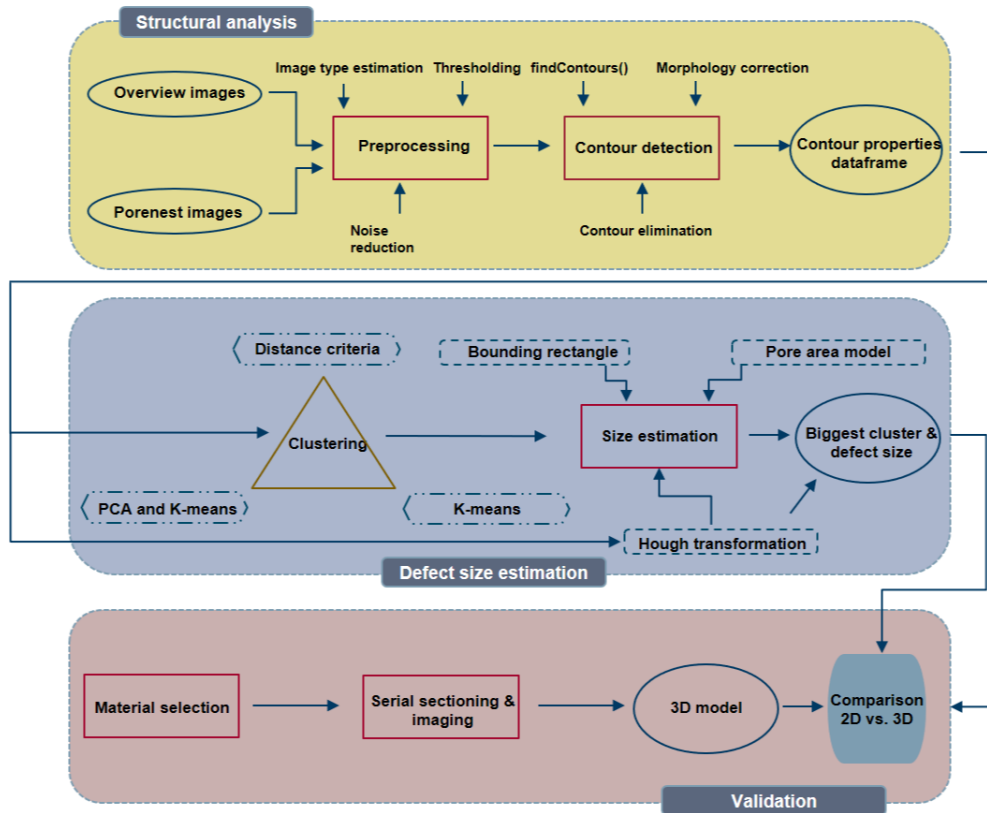 Structural analysis
Image type estimation
Thresholding
findContours()
Morphology correction
Overview images
Preprocessing
Contour detection
Contour properties
dataframe
Porenest images
Noise
reduction
Contour elimination
Distance criteria
Bounding rectangle
Pore area model
Clustering
Size estimation
Biggest cluster &
defect size
PCA and K-means
K-means
Hough transformation
Defect size estimation
Material selection
Serial sectioning &
imaging
3D model
Comparison
2D vs. 3D
Validation